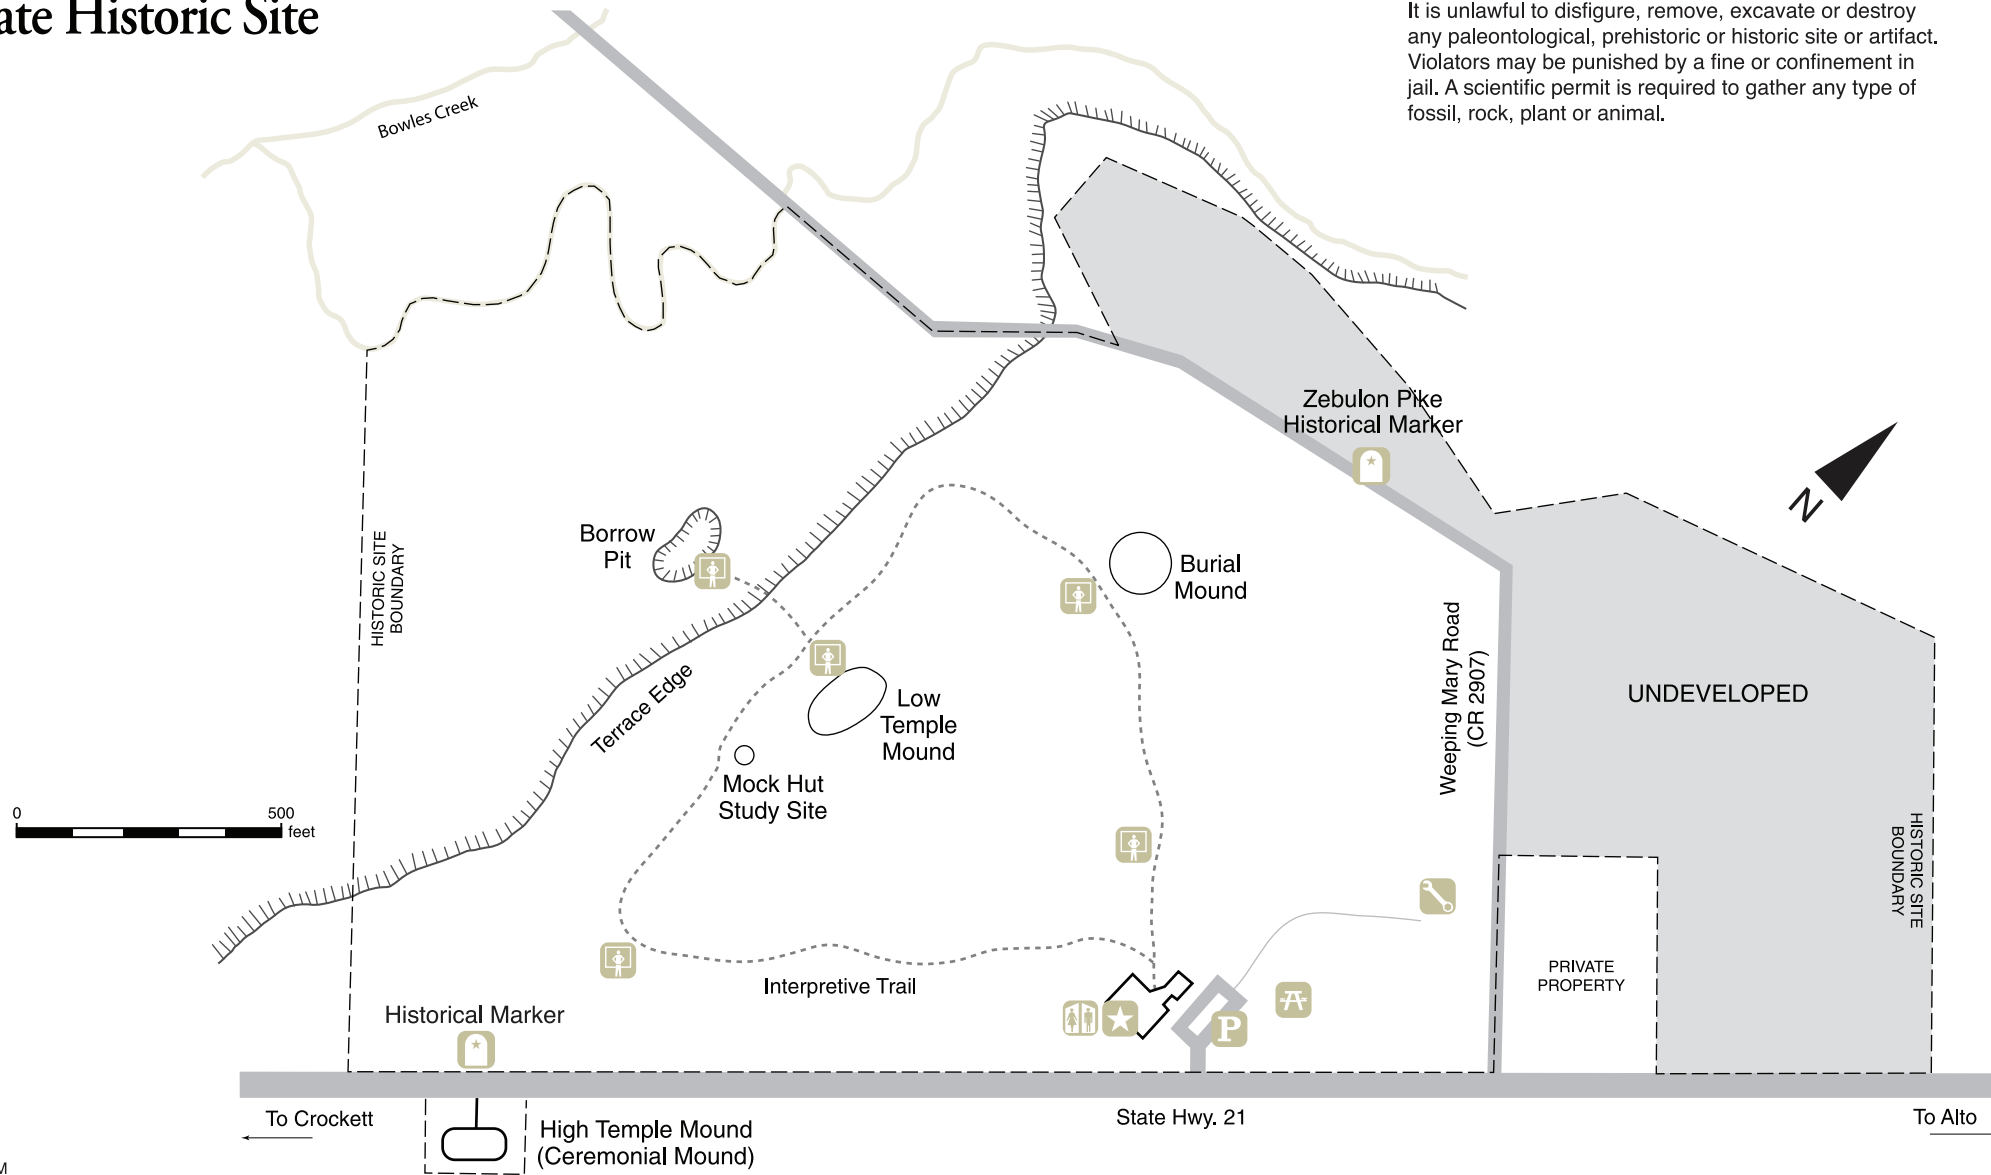 ate Historic Site
It is unlawful to disfigure, remove, excavate or destroy
any paleontological, prehistoric or historic site or artifact.
Violators may be punished by a fine or confinement in
jail. A scientific permit is required to gather any type of
fossil, rock, plant or animal.
Bowles Creek
Zebulon Pike
Historical Marker
N
Borrow
Pit
Burial
Mound
HISTORIC SITE
BOUNDARY
Terrace Edge
Low
Temple
Mound
Weeping Mary Road
(CR 2907)
UNDEVELOPED
Mock Hut
Study Site
0
500
feet
HISTORIC SITE
BOUNDARY
PRIVATE
PROPERTY
Interpretive Trail
Historical Marker
P
To Crockett
State Hwy. 21
To Alto
High Temple Mound
(Ceremonial Mound)
M